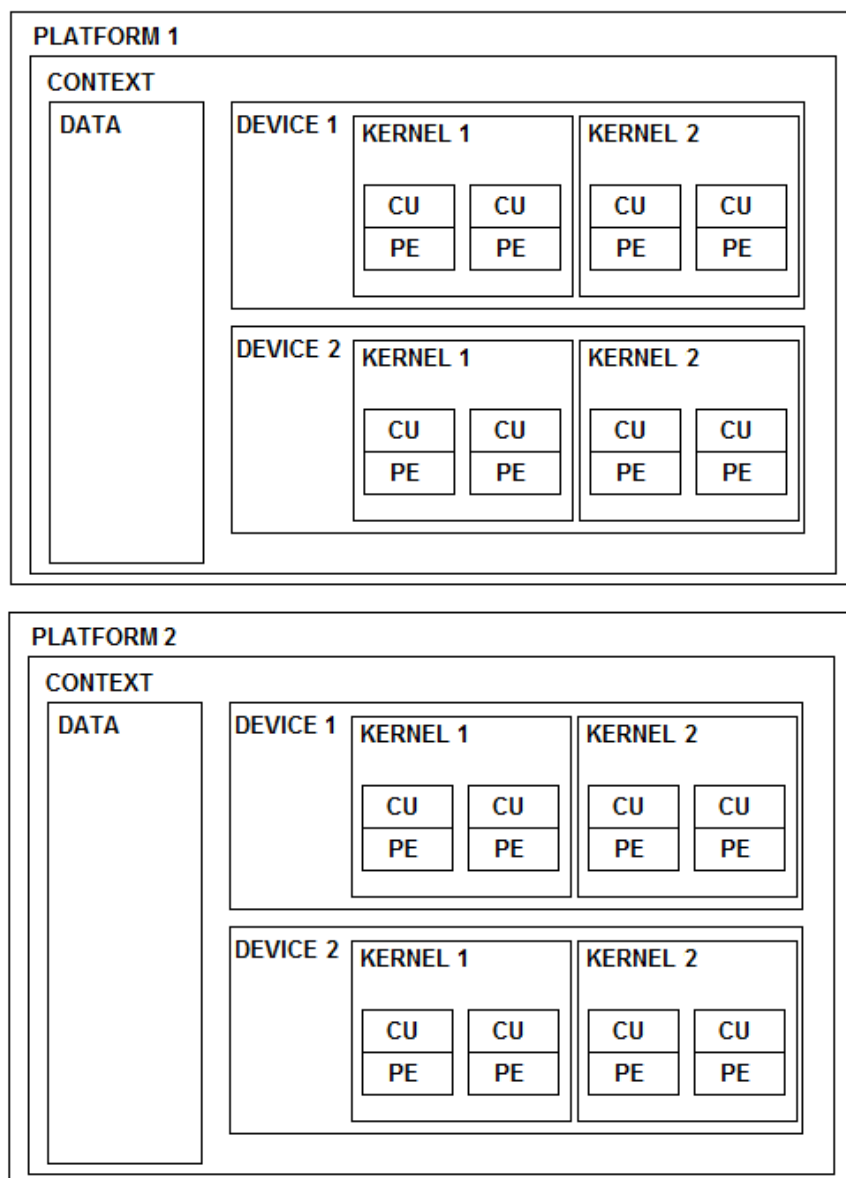 PLATFORM 1
CONTEXT
DATA
DEVICE 1
KERNEL 1
KERNEL 2
CU CU CU CU
PE PE PE PE
DEVICE 2
KERNEL 1
KERNEL 2
CU CU CU CU
PE PE PE PE
PLATFORM 2
CONTEXT
DATA
DEVICE 1
KERNEL 1
KERNEL 2
CU CU CU CU
PE PE PE PE
DEVICE 2
KERNEL 1
KERNEL 2
CU CU CU CU
PE PE PE PE